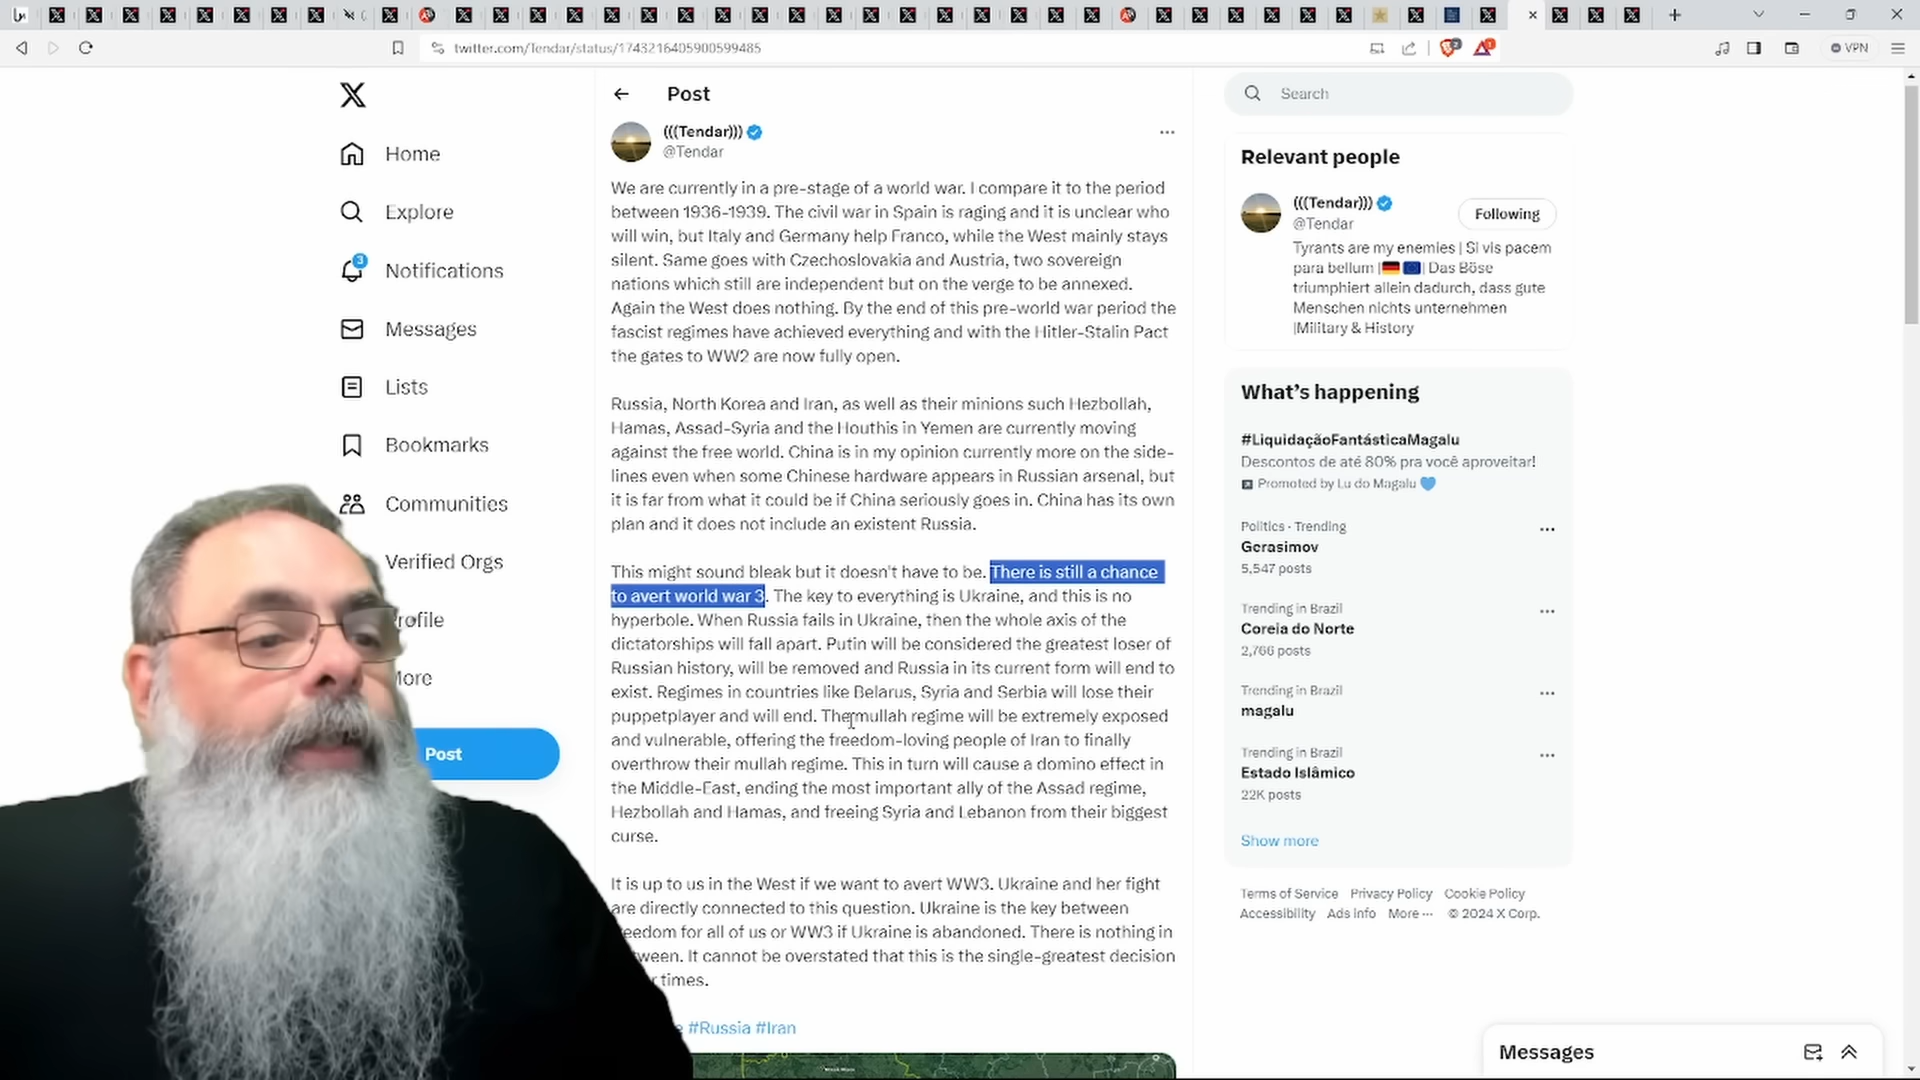 twitter.com/Tendar/status/1743216405900599485
VPN
Home
Explore
3
Notifications
Messages
Lists
Bookmarks
Communities
Verified Orgs
More
Post
Post
(((Tendar)))
@Tendar
We are currently in a pre-stage of a world war. I compare it to the period
between 1936-1939. The civil war in Spain is raging and it is unclear who
will win, but Italy and Germany help Franco, while the West mainly stays
silent. Same goes with Czechoslovakia and Austria, two sovereign
nations which still are independent but on the verge to be annexed.
Again the West does nothing. By the end of this pre-world war period the
fascist regimes have achieved everything and with the Hitler-Stalin Pact
the gates to WW2 are now fully open.
Russia, North Korea and Iran, as well as their minions such Hezbollah,
Hamas, Assad-Syria and the Houthis in Yemen are currently moving
against the free world. China is in my opinion currently more on the side-
lines even when some Chinese hardware appears in Russian arsenal, but
it is far from what it could be if China seriously goes in. China has its own
plan and it does not include an existent Russia.
This might sound bleak but it doesn't have to be. There is still a chance
to avert world war 3. The key to everything is Ukraine, and this is no
hyperbole. When Russia fails in Ukraine, then the whole axis of the
dictatorships will fall apart. Putin will be considered the greatest loser of
Russian history, will be removed and Russia in its current form will end to
exist. Regimes in countries like Belarus, Syria and Serbia will lose their
puppetplayer and will end. The mullah regime will be extremely exposed
and vulnerable, offering the freedom-loving people of Iran to finally
overthrow their mullah regime. This in turn will cause a domino effect in
the Middle-East, ending the most important ally of the Assad regime,
Hezbollah and Hamas, and freeing Syria and Lebanon from their biggest
curse.
It is up to us in the West if we want to avert WW3. Ukraine and her fight
are directly connected to this question. Ukraine is the key between
freedom for all of us or WW3 if Ukraine is abandoned. There is nothing in
between. It cannot be overstated that this is the single-greatest decision
times.
#Russia #Iran
Search
Relevant people
(((Tendar)))
@Tendar
Following
Tyrants are my enemies | Si vis pacem
para bellum | | Das Böse
triumphiert allein dadurch, dass gute
Menschen nichts unternehmen
|Military & History
What's happening
#LiquidaçãoFantásticaMagalu
Descontos de até 80% pra você aproveitar!
Promoted by Lu do Magalu
Politics · Trending
Gerasimov
5,547 posts
Trending in Brazil
Coreia do Norte
2,766 posts
Trending in Brazil
magalu
Trending in Brazil
Estado Islâmico
22K posts
Show more
Terms of Service Privacy Policy Cookie Policy
Accessibility Ads info More ··· © 2024 X Corp.
Messages